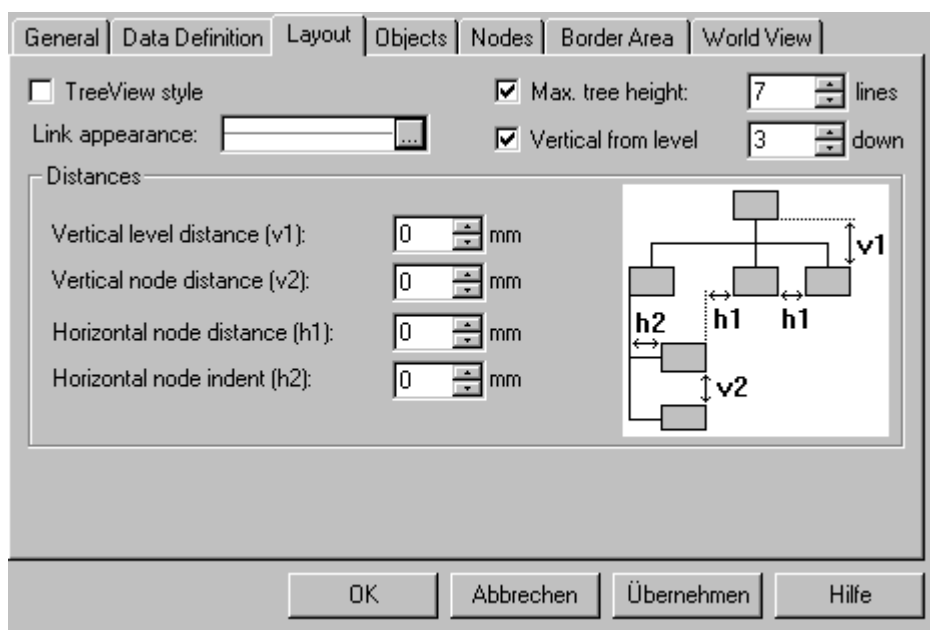 General Data Definition Layout Objects Nodes Border Area World View
TreeView style Max. tree height: 7 lines
Link appearance: ... Vertical from level 3 down
Distances
Vertical level distance (v1): 0 mm
Vertical node distance (v2): 0 mm
Horizontal node distance (h1): 0 mm
Horizontal node indent (h2): 0 mm
v1
h2 h1 h1
v2
OK Abbrechen Übernehmen Hilfe